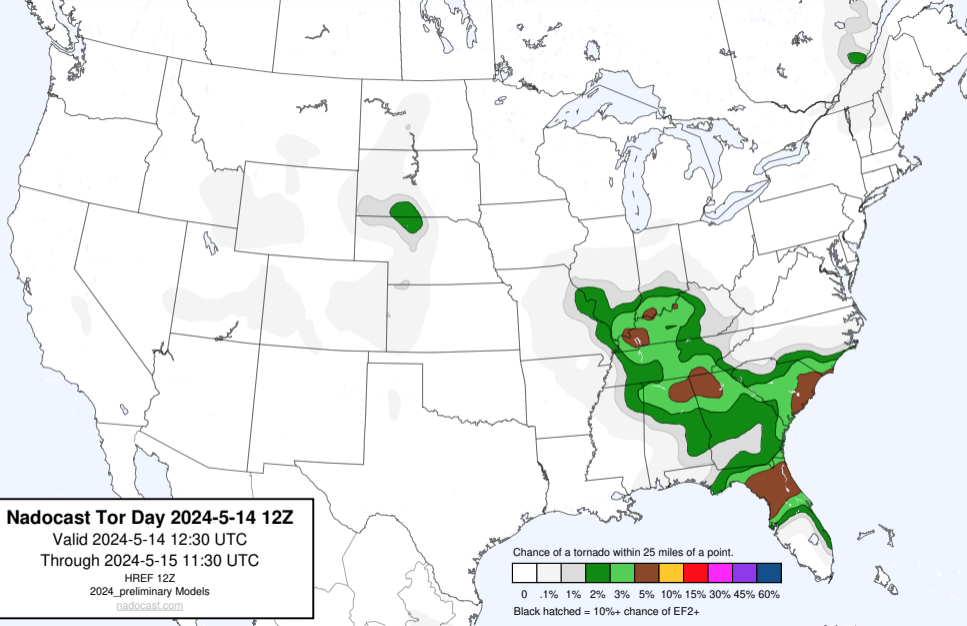 Nadocast Tor Day 2024-5-14 12Z
Valid 2024-5-14 12:30 UTC
Through 2024-5-15 11:30 UTC
HREF 12Z
2024_preliminary Models
nadocast.com
Chance of a tornado within 25 miles of a point.
0 .1% 1% 2% 3% 5% 10% 15% 30% 45% 60%
Black hatched = 10%+ chance of EF2+